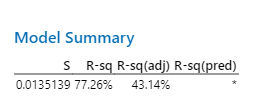 Model Summary
S R-sq R-sq(adj) R-sq(pred)
0.0135139 77.26% 43.14% *